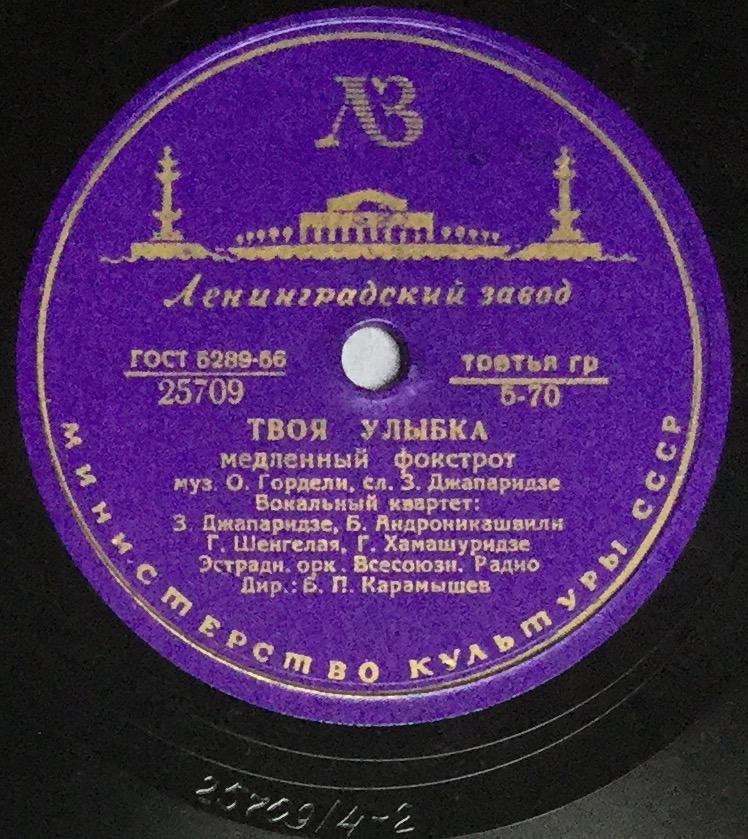 ЛЗ
Ленинградский завод
ГОСТ 5289-56
25709
третья гр
5-70
ТВОЯ УЛЫБКА
медленный фокстрот
муз. О. Гордели, сл. З. Джапаридзе
Вокальный квартет:
З. Джапаридзе, Б. Андроникашвили
Г. Шенгелая, Г. Хамашуридзе
Эстрадн. орк. Всесоюзн. Радио
Дир.: Б. П. Карамышев
МИНИСТЕРСТВО КУЛЬТУРЫ СССР
25709/4-2